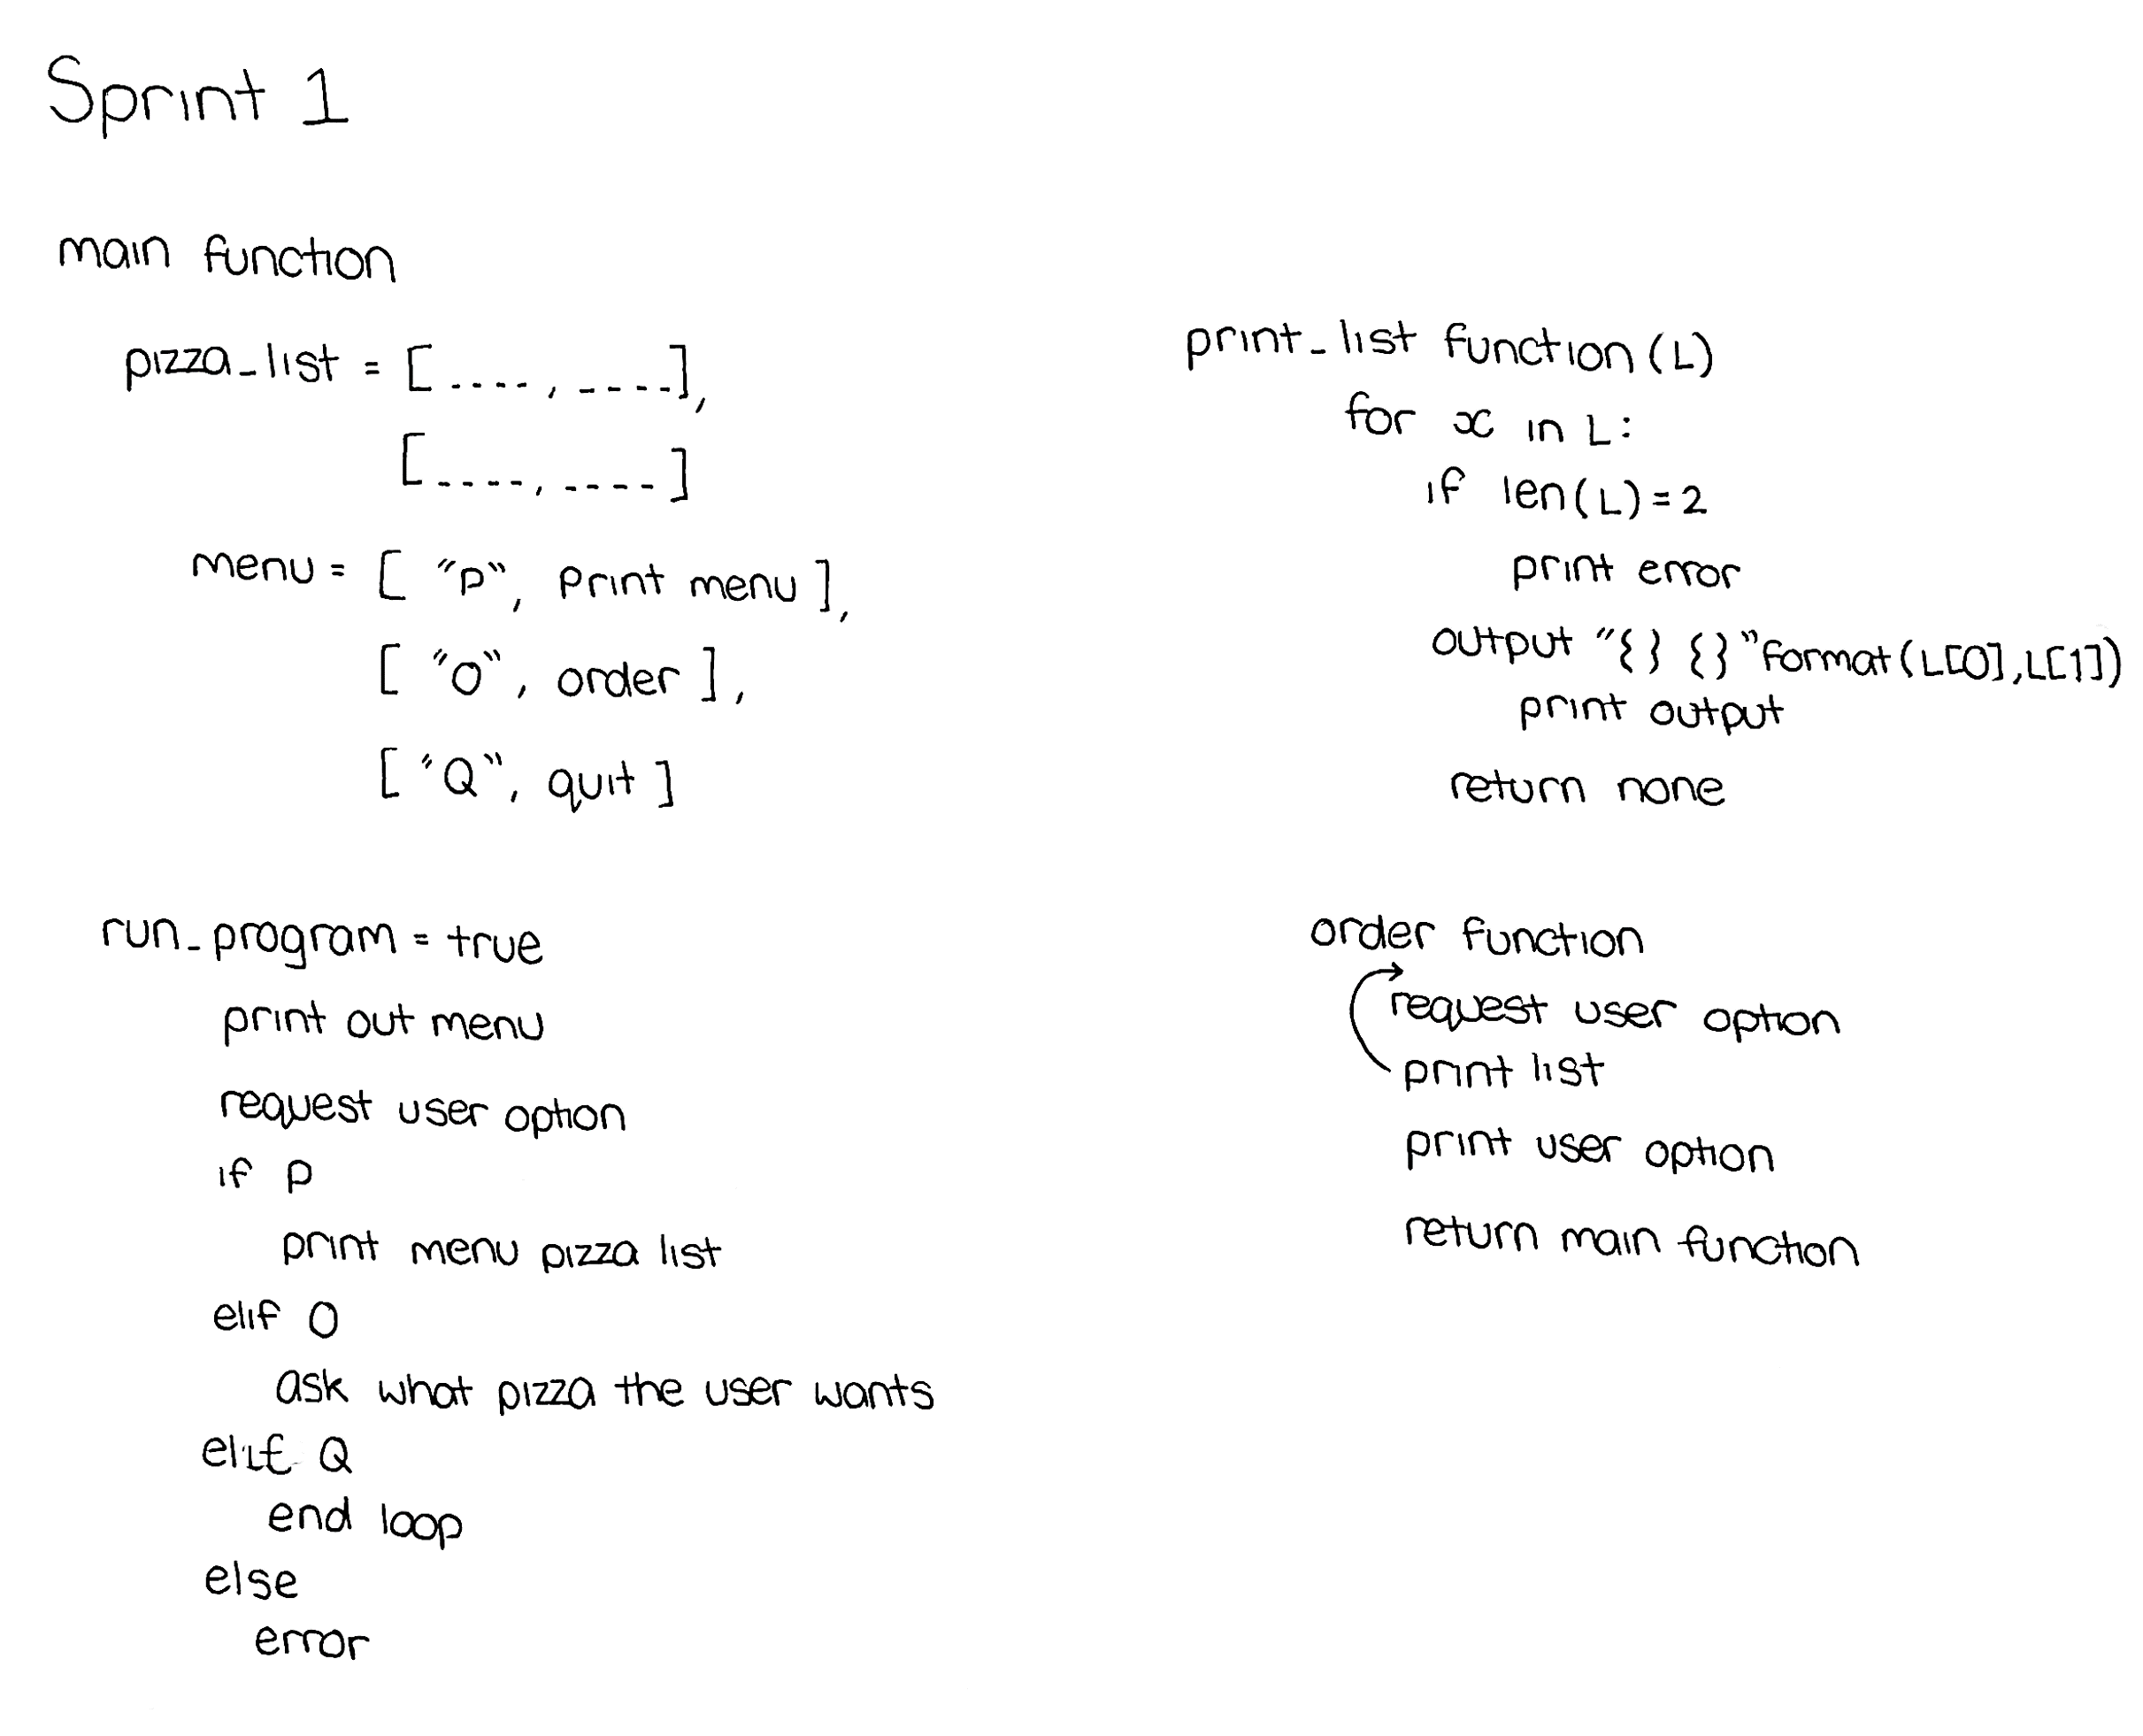 Sprint 1
main function
pizza_list = [----, ----],
[----, ----]
menu = [ "P", Print menu ],
[ "O", order ],
[ "Q", quit ]
run_program = true
print out menu
request user option
if P
print menu pizza list
elif O
ask what pizza the user wants
elif Q
end loop
else
error
print_list function (L)
for x in L:
if len(L) = 2
print error
output "{} {}" format(L[0], L[1])
print output
return none
order function
request user option
print list
print user option
return main function